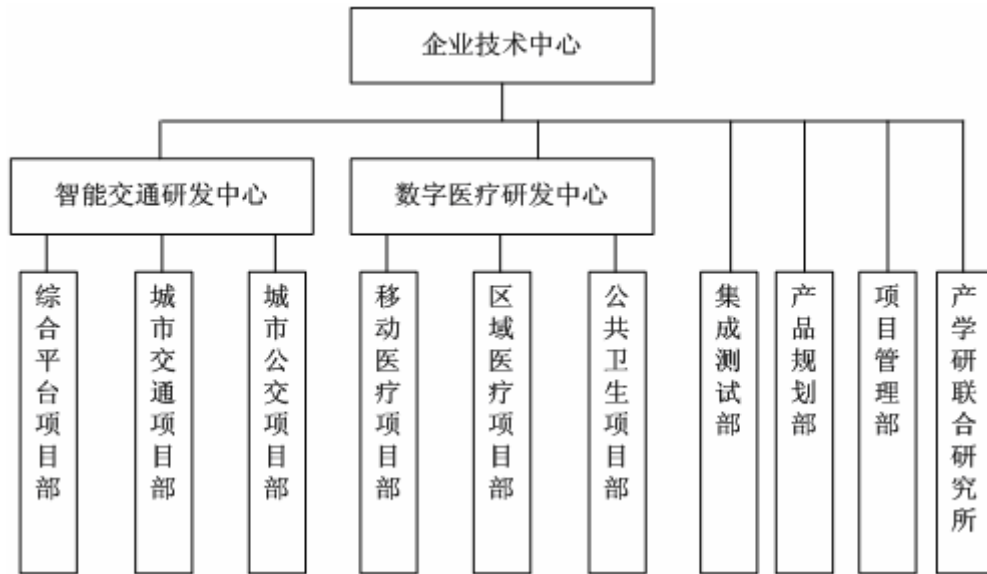 企业技术中心
智能交通研发中心
数字医疗研发中心
综合平台项目部
城市交通项目部
城市公交项目部
移动医疗项目部
区域医疗项目部
公共卫生项目部
集成测试部
产品规划部
项目管理部
产学研联合研究所